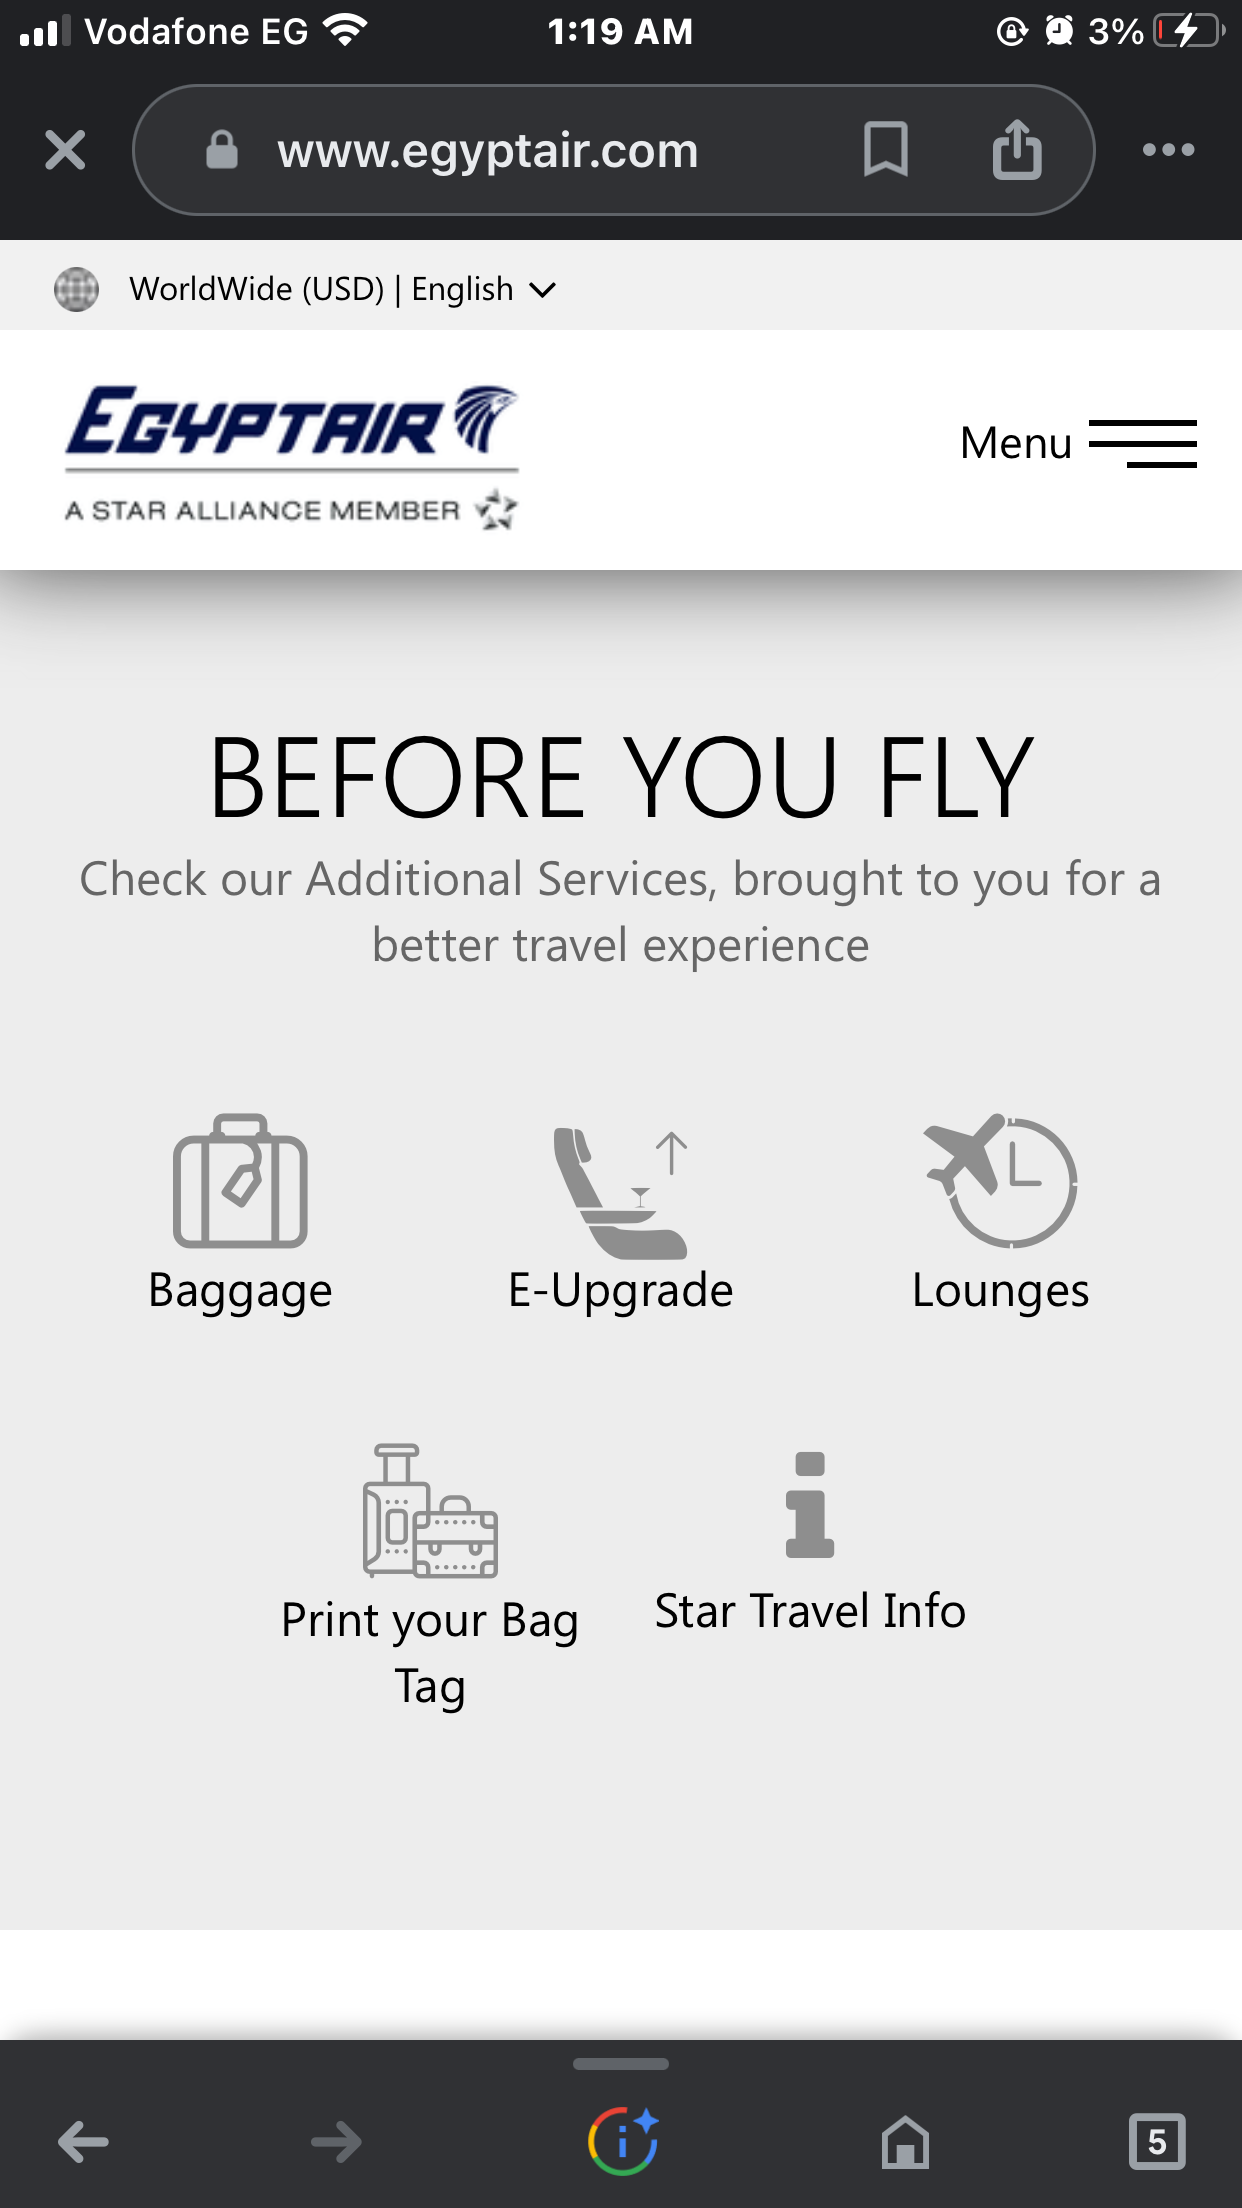 Vodafone EG 1:19 AM 3%
www.egyptair.com
WorldWide (USD) | English
EGYPTAIR
A STAR ALLIANCE MEMBER
Menu
BEFORE YOU FLY
Check our Additional Services, brought to you for a
better travel experience
Baggage
E-Upgrade
Lounges
Print your Bag
Tag
Star Travel Info
5